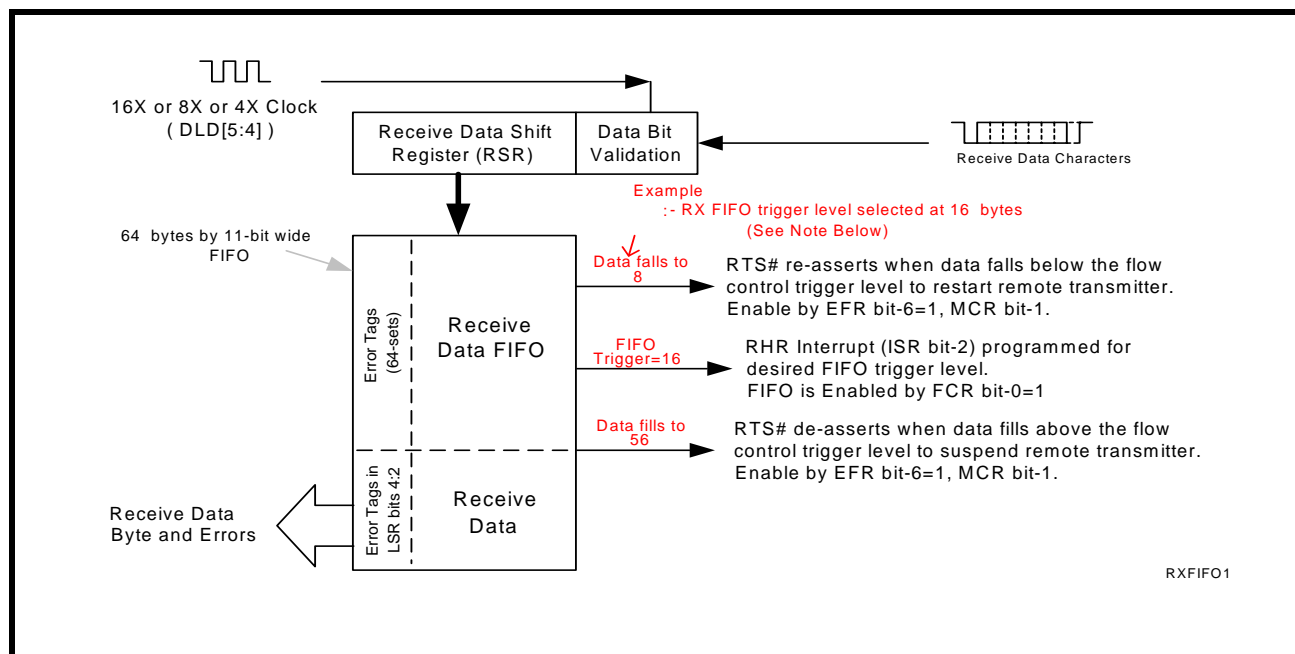 16X or 8X or 4X Clock
( DLD[5:4] )
Receive Data Shift
Register (RSR)
Data Bit
Validation
Receive Data Characters
Example
:- RX FIFO trigger level selected at 16 bytes
(See Note Below)
64 bytes by 11-bit wide
FIFO
Data falls to
8
RTS# re-asserts when data falls below the flow
control trigger level to restart remote transmitter.
Enable by EFR bit-6=1, MCR bit-1.
Error Tags
(64-sets)
Receive
Data FIFO
FIFO
Trigger=16
RHR Interrupt (ISR bit-2) programmed for
desired FIFO trigger level.
FIFO is Enabled by FCR bit-0=1
Data fills to
56
RTS# de-asserts when data fills above the flow
control trigger level to suspend remote transmitter.
Enable by EFR bit-6=1, MCR bit-1.
Error Tags in
LSR bits 4:2
Receive
Data
Receive Data
Byte and Errors
RXFIFO1